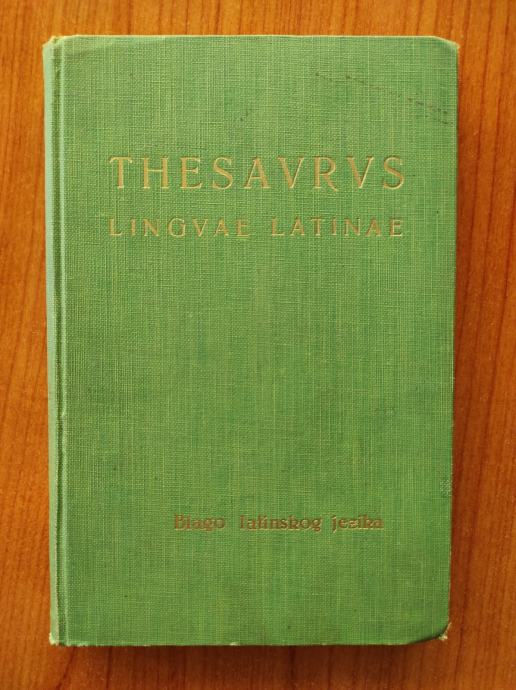 THESAVRVS
LINGVAE LATINAE
Blago latinskog jezika